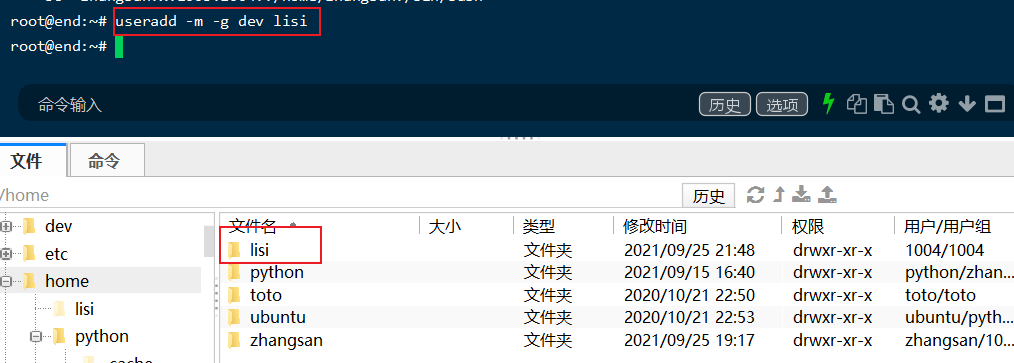 root@end:~# useradd -m -g dev lisi
root@end:~#
命令输入 历史 选项
文件 命令
/home 历史
文件名 大小 类型 修改时间 权限 用户/用户组
dev
etc
home
lisi
python
lisi 文件夹 2021/09/25 21:48 drwxr-xr-x 1004/1004
python 文件夹 2021/09/15 16:40 drwxr-xr-x python/zhan...
toto 文件夹 2020/10/21 22:50 drwxr-xr-x toto/toto
ubuntu 文件夹 2020/10/21 22:53 drwxr-xr-x ubuntu/pyth...
zhangsan 文件夹 2021/09/25 19:17 drwxr-xr-x zhangsan/10...